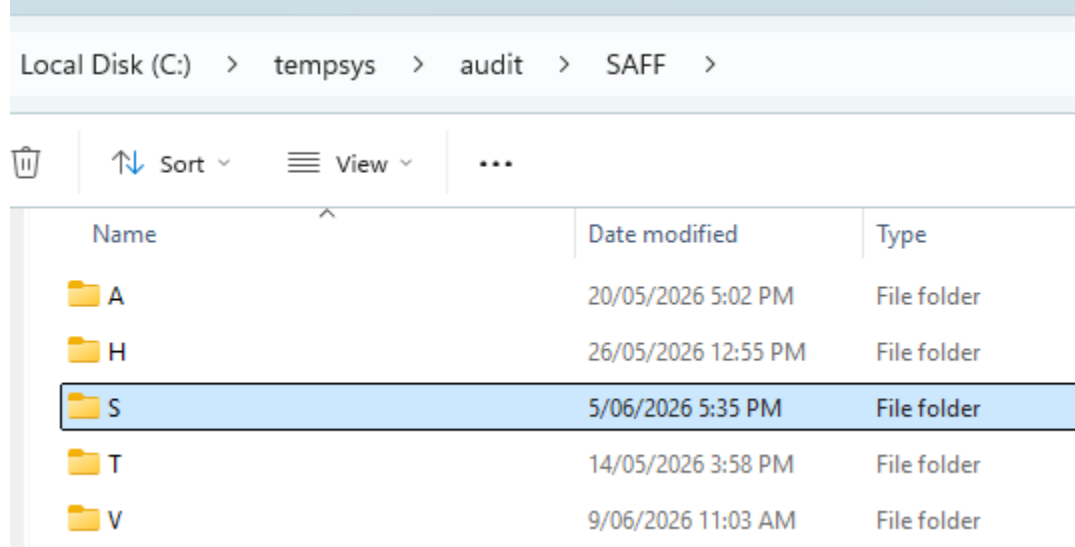 Local Disk (C:) > tempsys > audit > SAFF >
Sort View ...
Name Date modified Type
A 20/05/2026 5:02 PM File folder
H 26/05/2026 12:55 PM File folder
S 5/06/2026 5:35 PM File folder
T 14/05/2026 3:58 PM File folder
V 9/06/2026 11:03 AM File folder